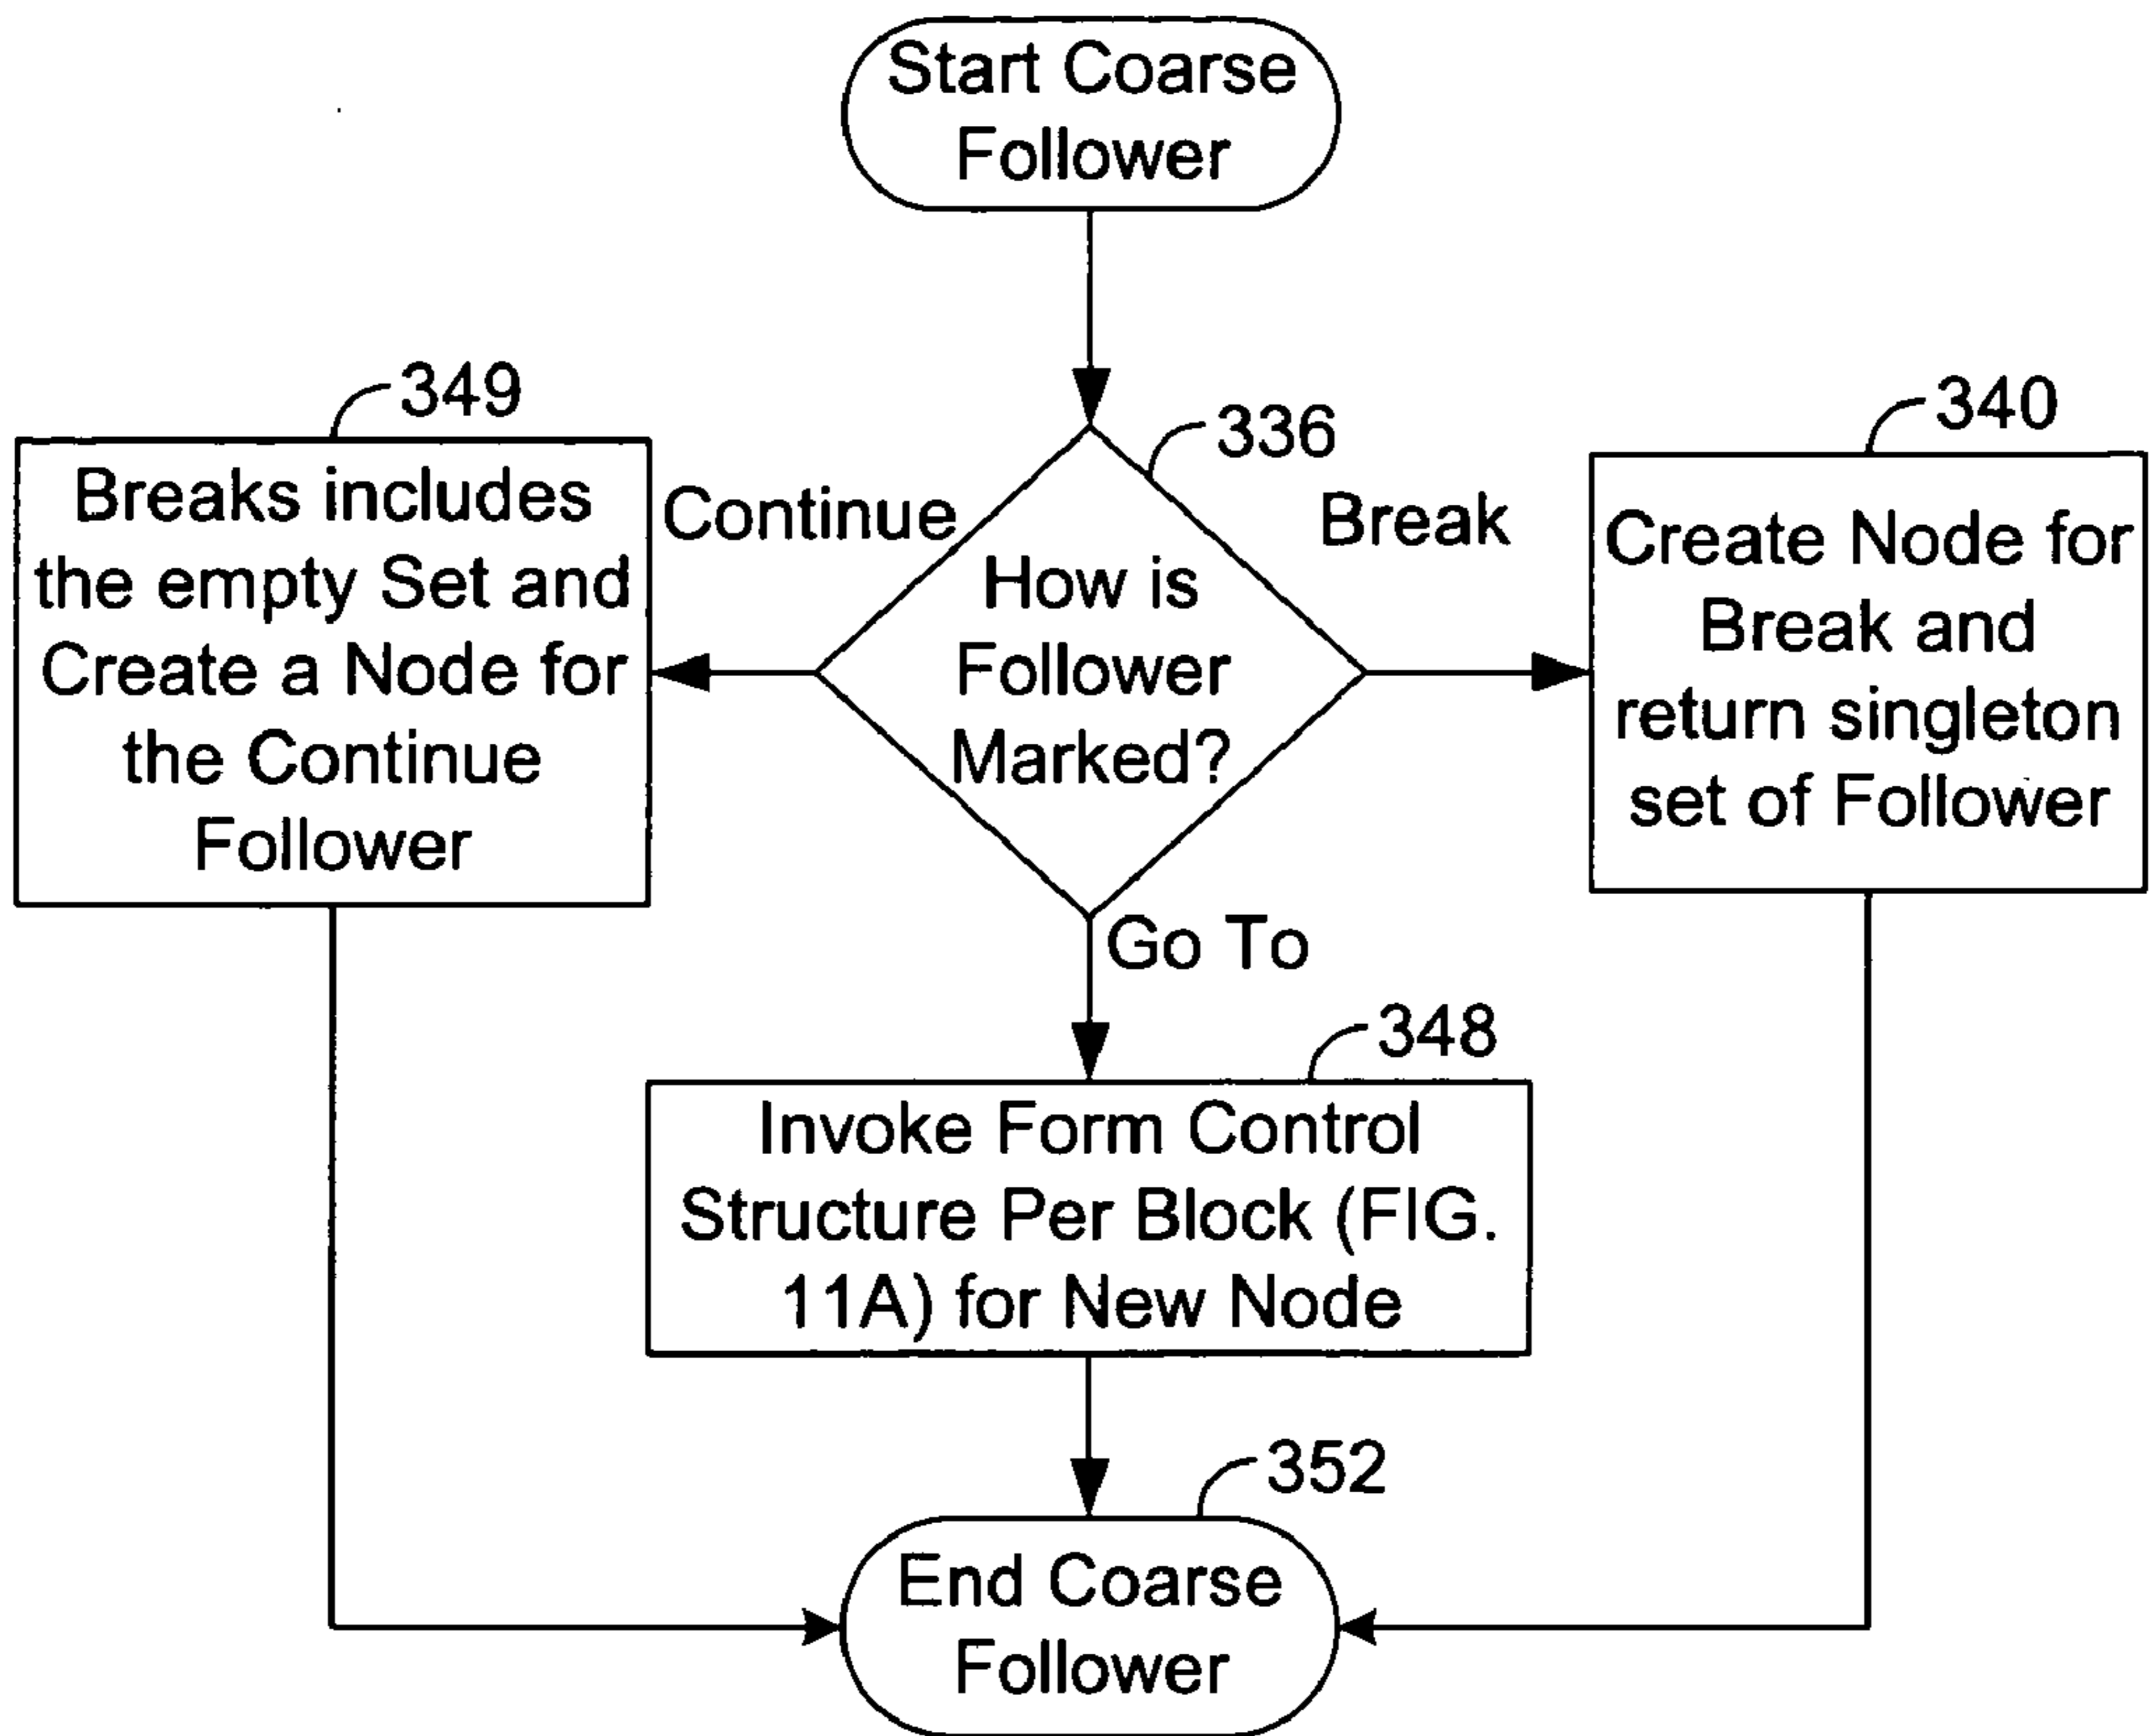 Start Coarse
Follower
349
Breaks includes
the empty Set and
Create a Node for
the Continue
Follower
Continue
336
How is
Follower
Marked?
Break
340
Create Node for
Break and
return singleton
set of Follower
Go To
348
Invoke Form Control
Structure Per Block (FIG.
11A) for New Node
352
End Coarse
Follower